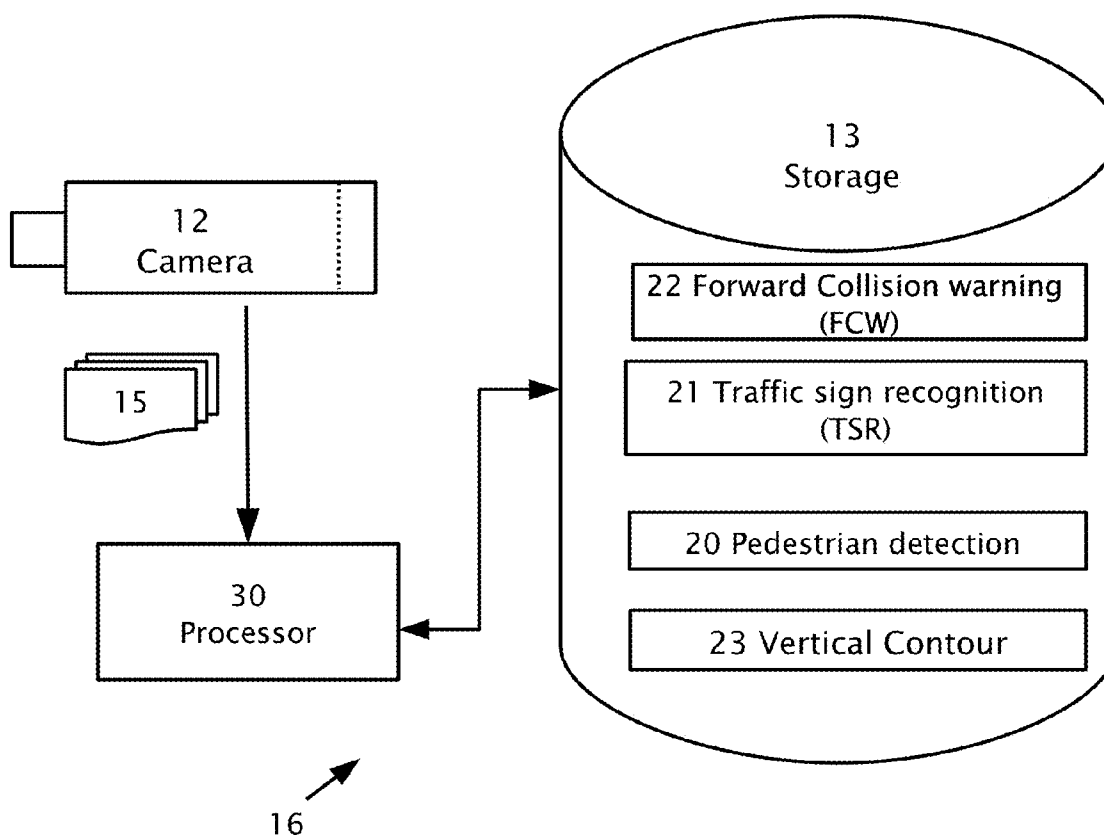 12
Camera
15
30
Processor
16
13
Storage
22 Forward Collision warning
(FCW)
21 Traffic sign recognition
(TSR)
20 Pedestrian detection
23 Vertical Contour